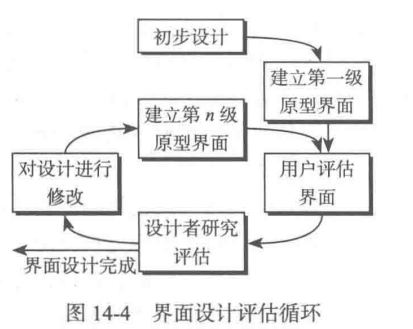 初步设计
建立第一级
原型界面
建立第 n 级
原型界面
用户评估
界面
对设计进行
修改
设计者研究
评估
界面设计完成
图 14-4 界面设计评估循环